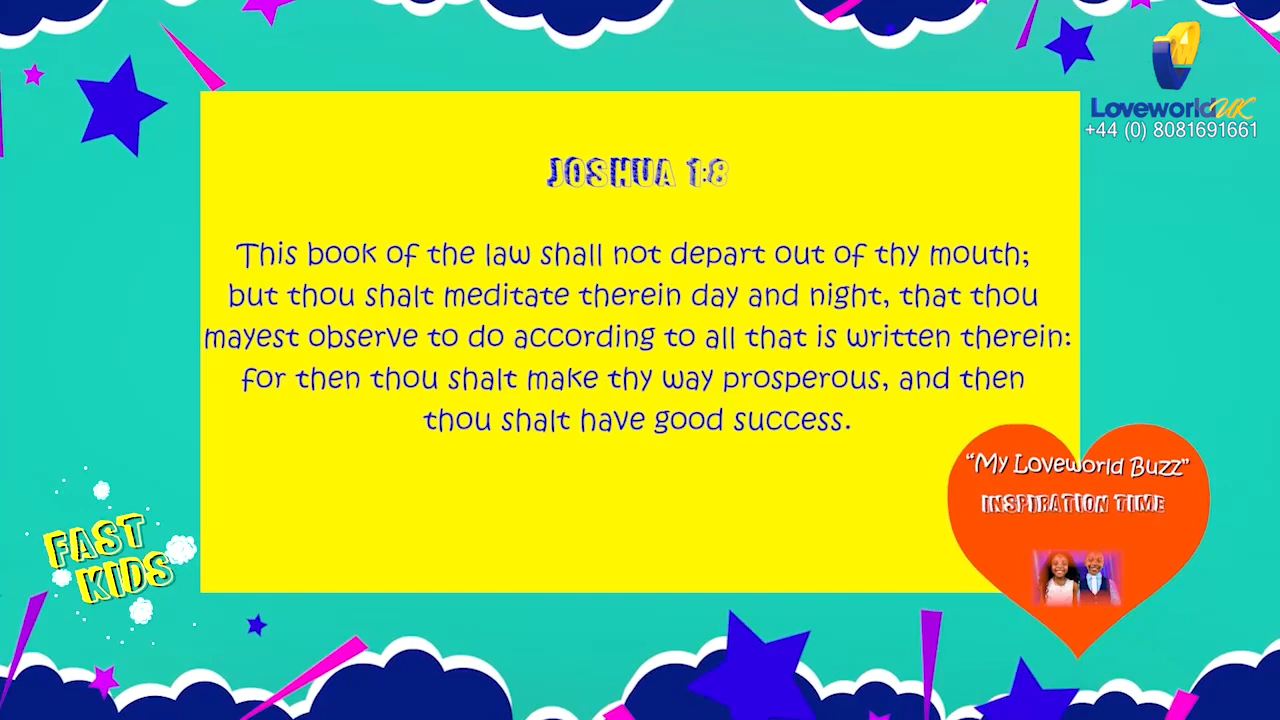 LoveworldUK
+44 (0) 8081691661
JOSHUA 1:8
This book of the law shall not depart out of thy mouth;
but thou shalt meditate therein day and night, that thou
mayest observe to do according to all that is written therein:
for then thou shalt make thy way prosperous, and then
thou shalt have good success.
“My Loveworld Buzz”
INSPIRATION TIME
FAST
KIDS